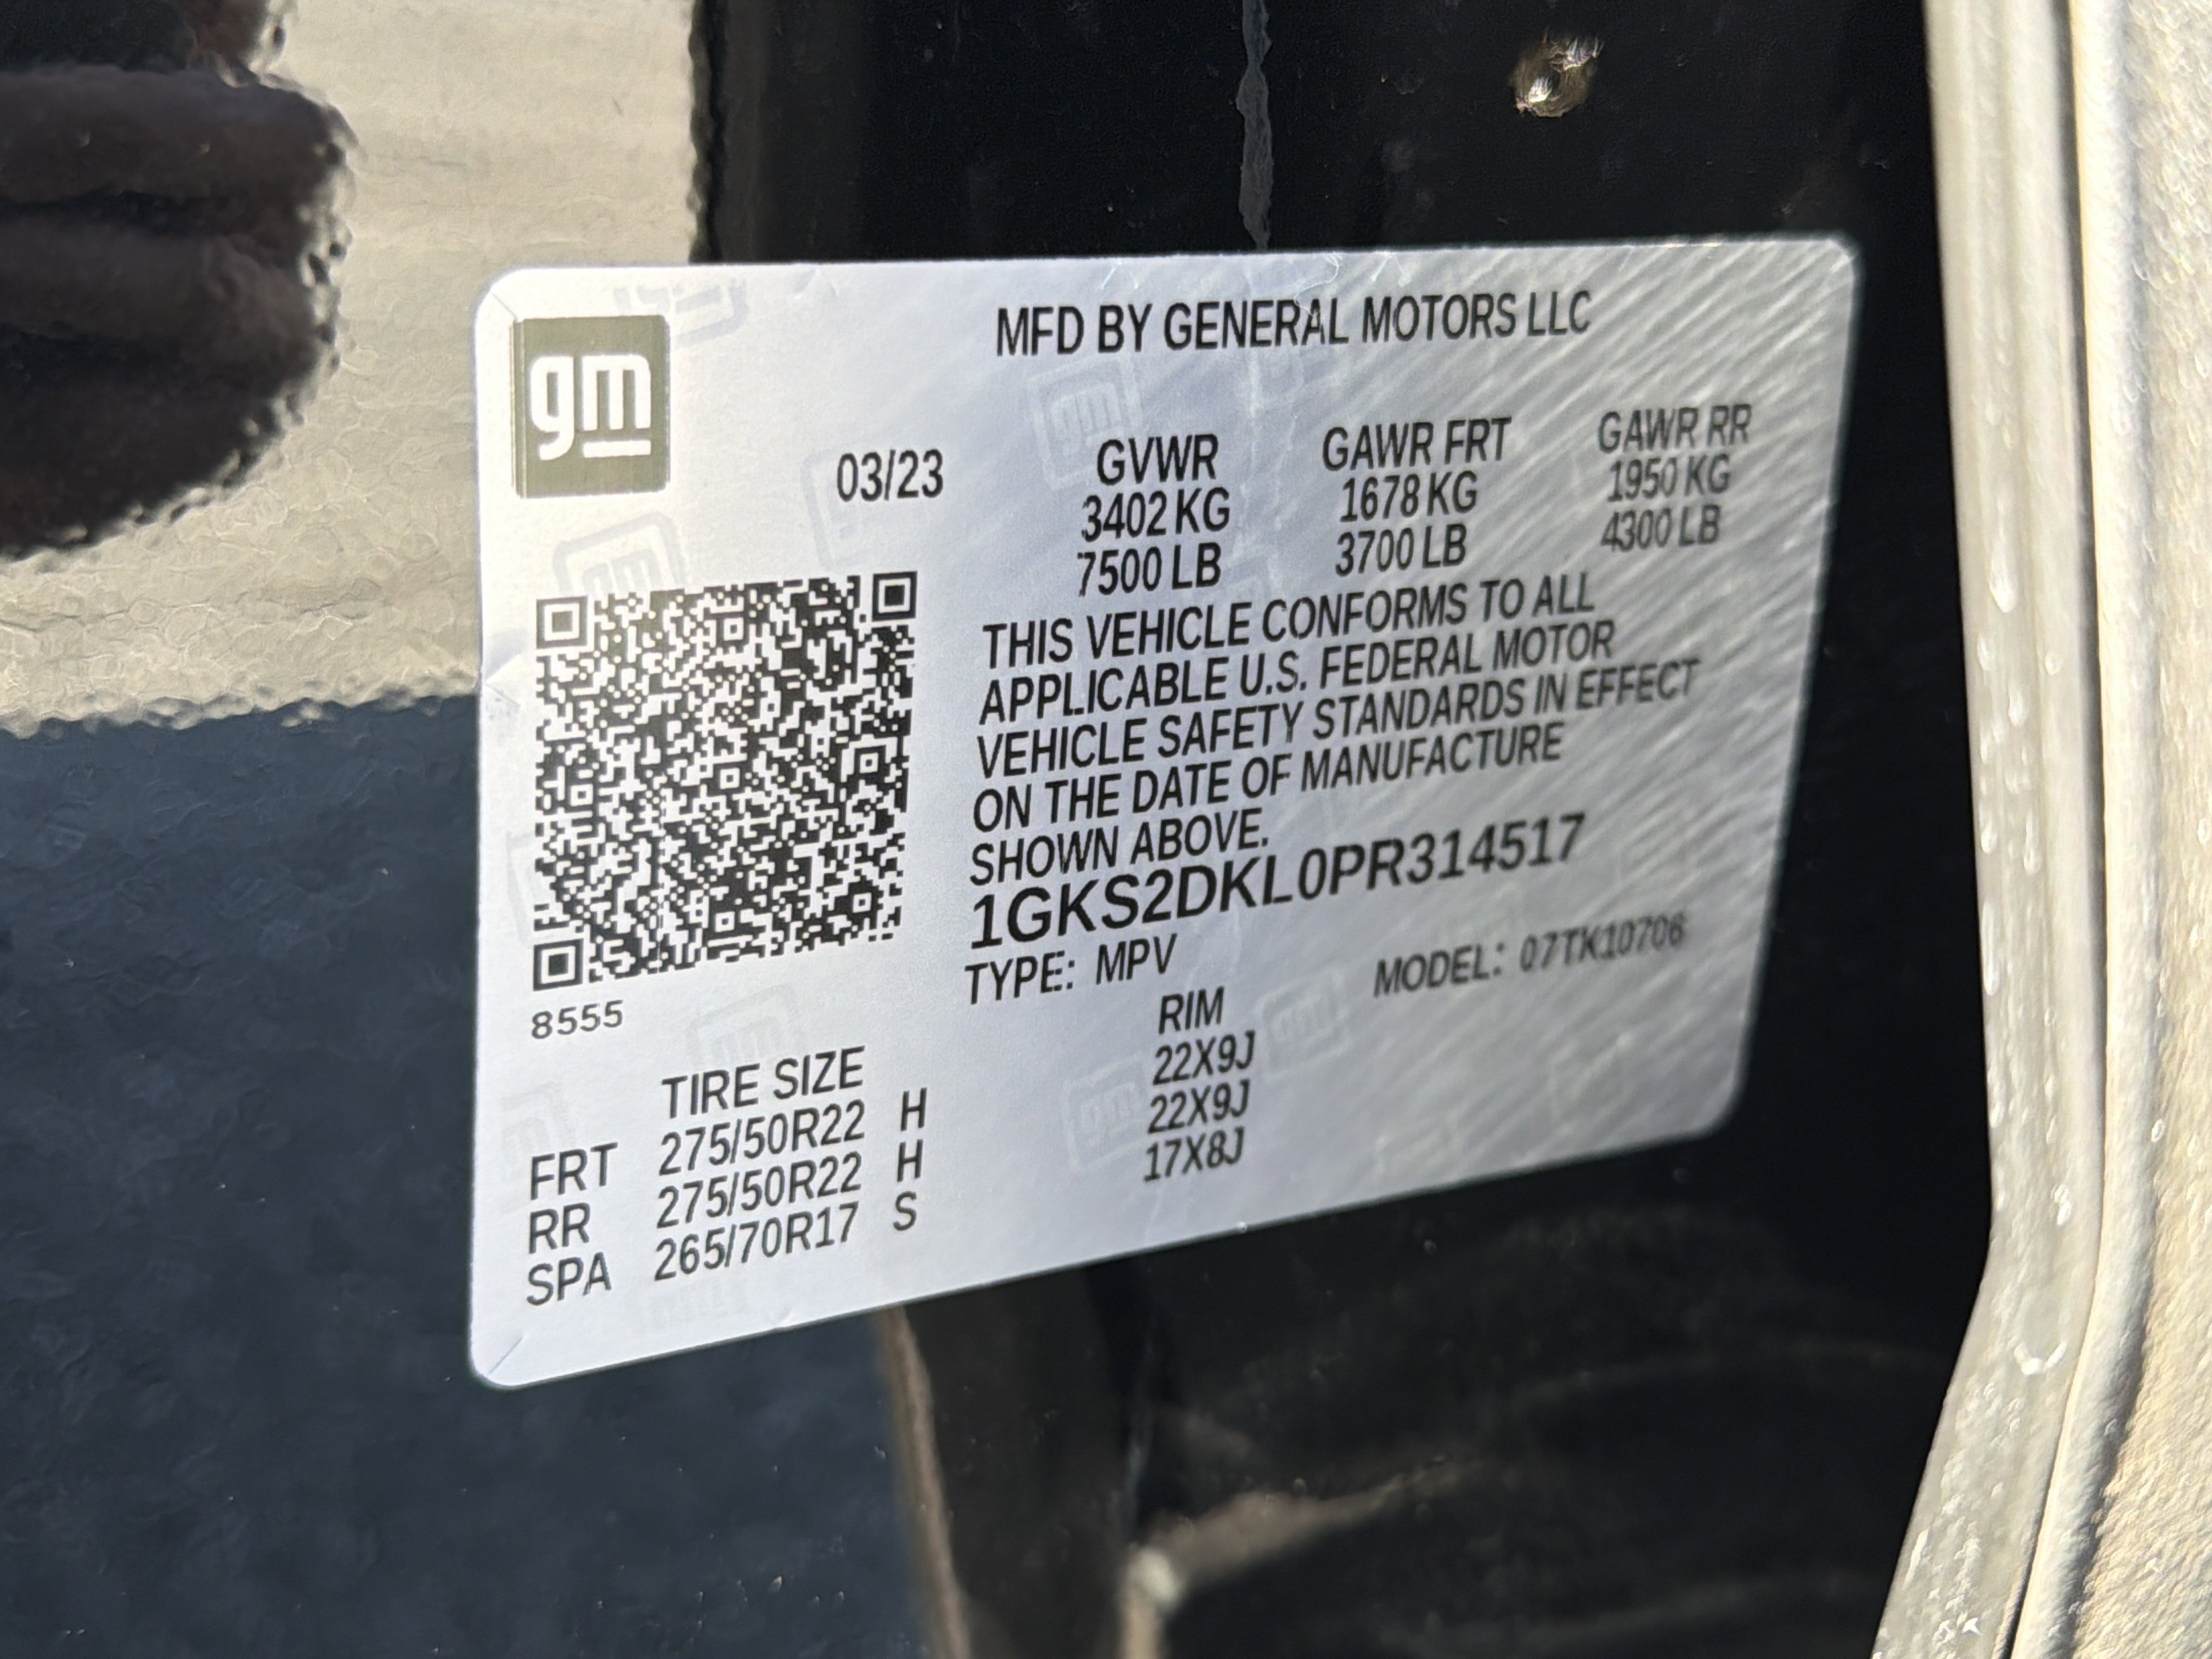 gm
MFD BY GENERAL MOTORS LLC
03/23 GVWR GAWR FRT GAWR RR
3402 KG 1678 KG 1950 KG
7500 LB 3700 LB 4300 LB
THIS VEHICLE CONFORMS TO ALL
APPLICABLE U.S. FEDERAL MOTOR
VEHICLE SAFETY STANDARDS IN EFFECT
ON THE DATE OF MANUFACTURE
SHOWN ABOVE.
1GKS2DKL0PR314517
TYPE: MPV MODEL: 07TK10706
8555
TIRE SIZE RIM
FRT 275/50R22 H 22X9J
RR 275/50R22 H 22X9J
SPA 265/70R17 S 17X8J